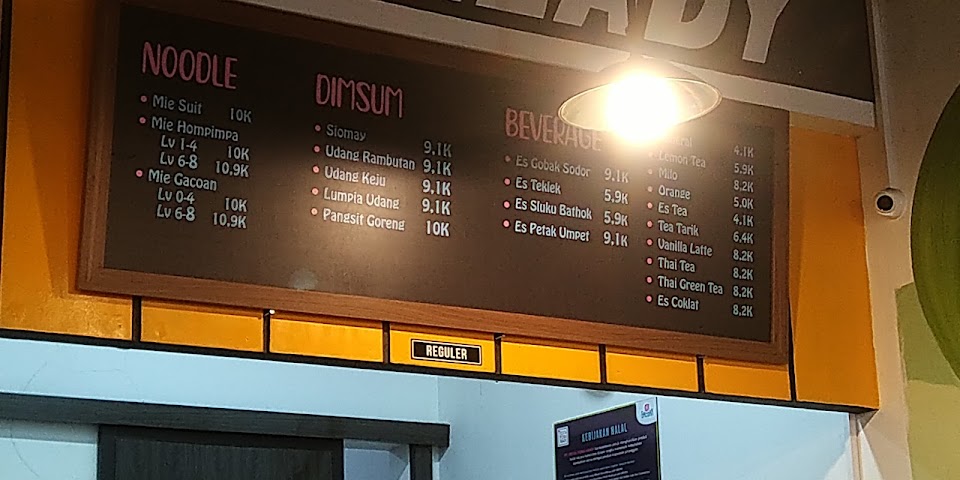 EADY
NOODLE
Mie Suit 10K
Mie Hompimpa
Lv 1-4 10K
Lv 6-8 10,9K
Mie Gacoan
Lv 0-4 10K
Lv 6-8 10,9K
DIMSUM
Siomay 9,1K
Udang Rambutan 9,1K
Udang Keju 9,1K
Lumpia Udang 9,1K
Pangsit Goreng 10K
BEVERAGE
Es Gobak Sodor 9,1K
Es Teklek 5,9K
Es Sluku Bathok 5,9K
Es Petak Umpet 9,1K
4.1K
Lemon Tea 5.9K
Milo 8.2K
Orange 5.0K
Es Tea 4.1K
Tea Tarik 6,4K
Vanilla Latte 8.2K
Thai Tea 8.2K
Thai Green Tea 8.2K
Es Coklat 8.2K
REGULER
KEBIJAKAN HALAL